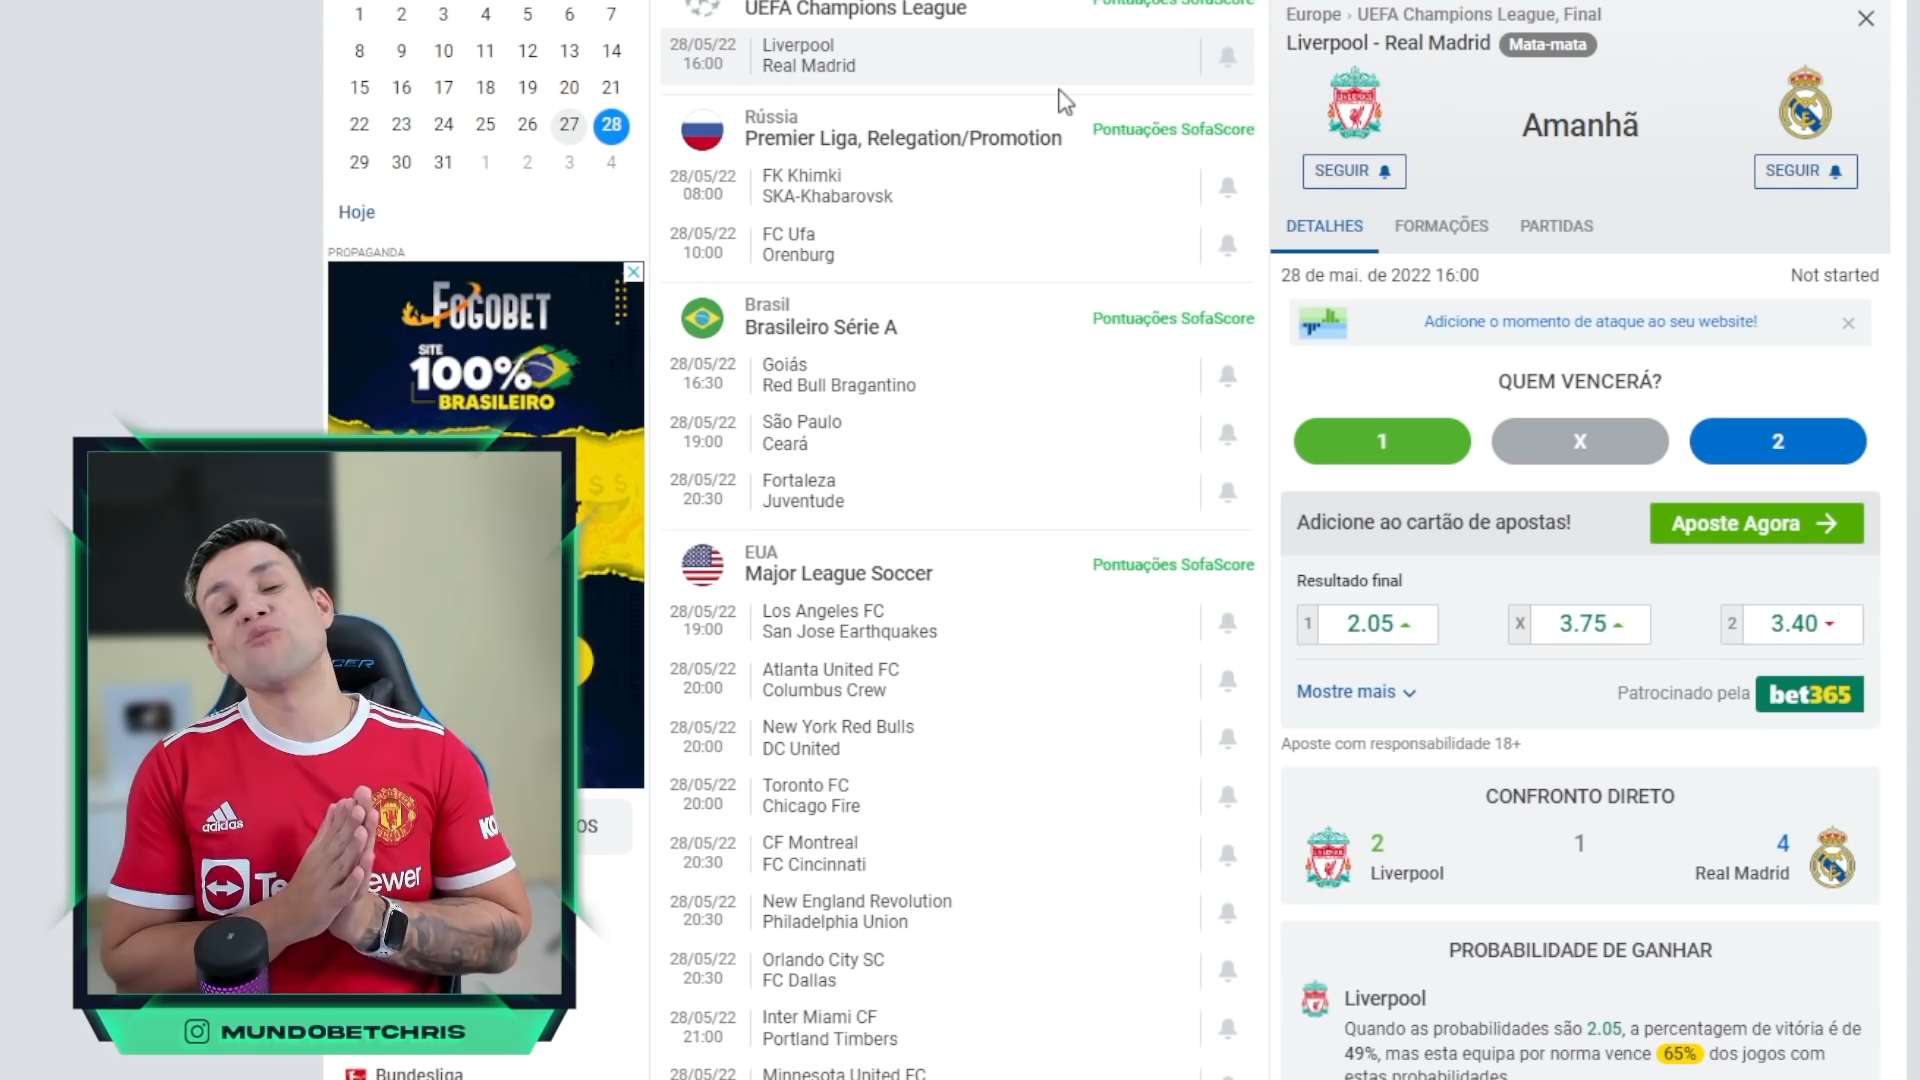 1 2 3 4 5 6 7
8 9 10 11 12 13 14
15 16 17 18 19 20 21
22 23 24 25 26 27 28
29 30 31 1 2 3 4
Hoje
PROPAGANDA
FOGOBET
SITE
100%
BRASILEIRO
adidas
MUNDOBETCHRIS
Bundesliga
UEFA Champions League
28/05/22
16:00
Liverpool
Real Madrid
Rússia
Premier Liga, Relegation/Promotion
Pontuações SofaScore
28/05/22
08:00
FK Khimki
SKA-Khabarovsk
28/05/22
10:00
FC Ufa
Orenburg
Brasil
Brasileiro Série A
Pontuações SofaScore
28/05/22
16:30
Goiás
Red Bull Bragantino
28/05/22
19:00
São Paulo
Ceará
28/05/22
20:30
Fortaleza
Juventude
EUA
Major League Soccer
Pontuações SofaScore
28/05/22
19:00
Los Angeles FC
San Jose Earthquakes
28/05/22
20:00
Atlanta United FC
Columbus Crew
28/05/22
20:00
New York Red Bulls
DC United
28/05/22
20:00
Toronto FC
Chicago Fire
28/05/22
20:30
CF Montreal
FC Cincinnati
28/05/22
20:30
New England Revolution
Philadelphia Union
28/05/22
20:30
Orlando City SC
FC Dallas
28/05/22
21:00
Inter Miami CF
Portland Timbers
28/05/22
Minnesota United FC
Europe › UEFA Champions League, Final
Liverpool - Real Madrid Mata-mata
Amanhã
SEGUIR SEGUIR
DETALHES FORMAÇÕES PARTIDAS
28 de mai. de 2022 16:00 Not started
Adicione o momento de ataque ao seu website!
QUEM VENCERÁ?
1 X 2
Adicione ao cartão de apostas! Aposte Agora
Resultado final
1 2.05 X 3.75 2 3.40
Mostre mais Patrocinado pela bet365
Aposte com responsabilidade 18+
CONFRONTO DIRETO
2 1 4
Liverpool Real Madrid
PROBABILIDADE DE GANHAR
Liverpool
Quando as probabilidades são 2.05, a percentagem de vitória é de
49%, mas esta equipa por norma vence 65% dos jogos com
estas probabilidades